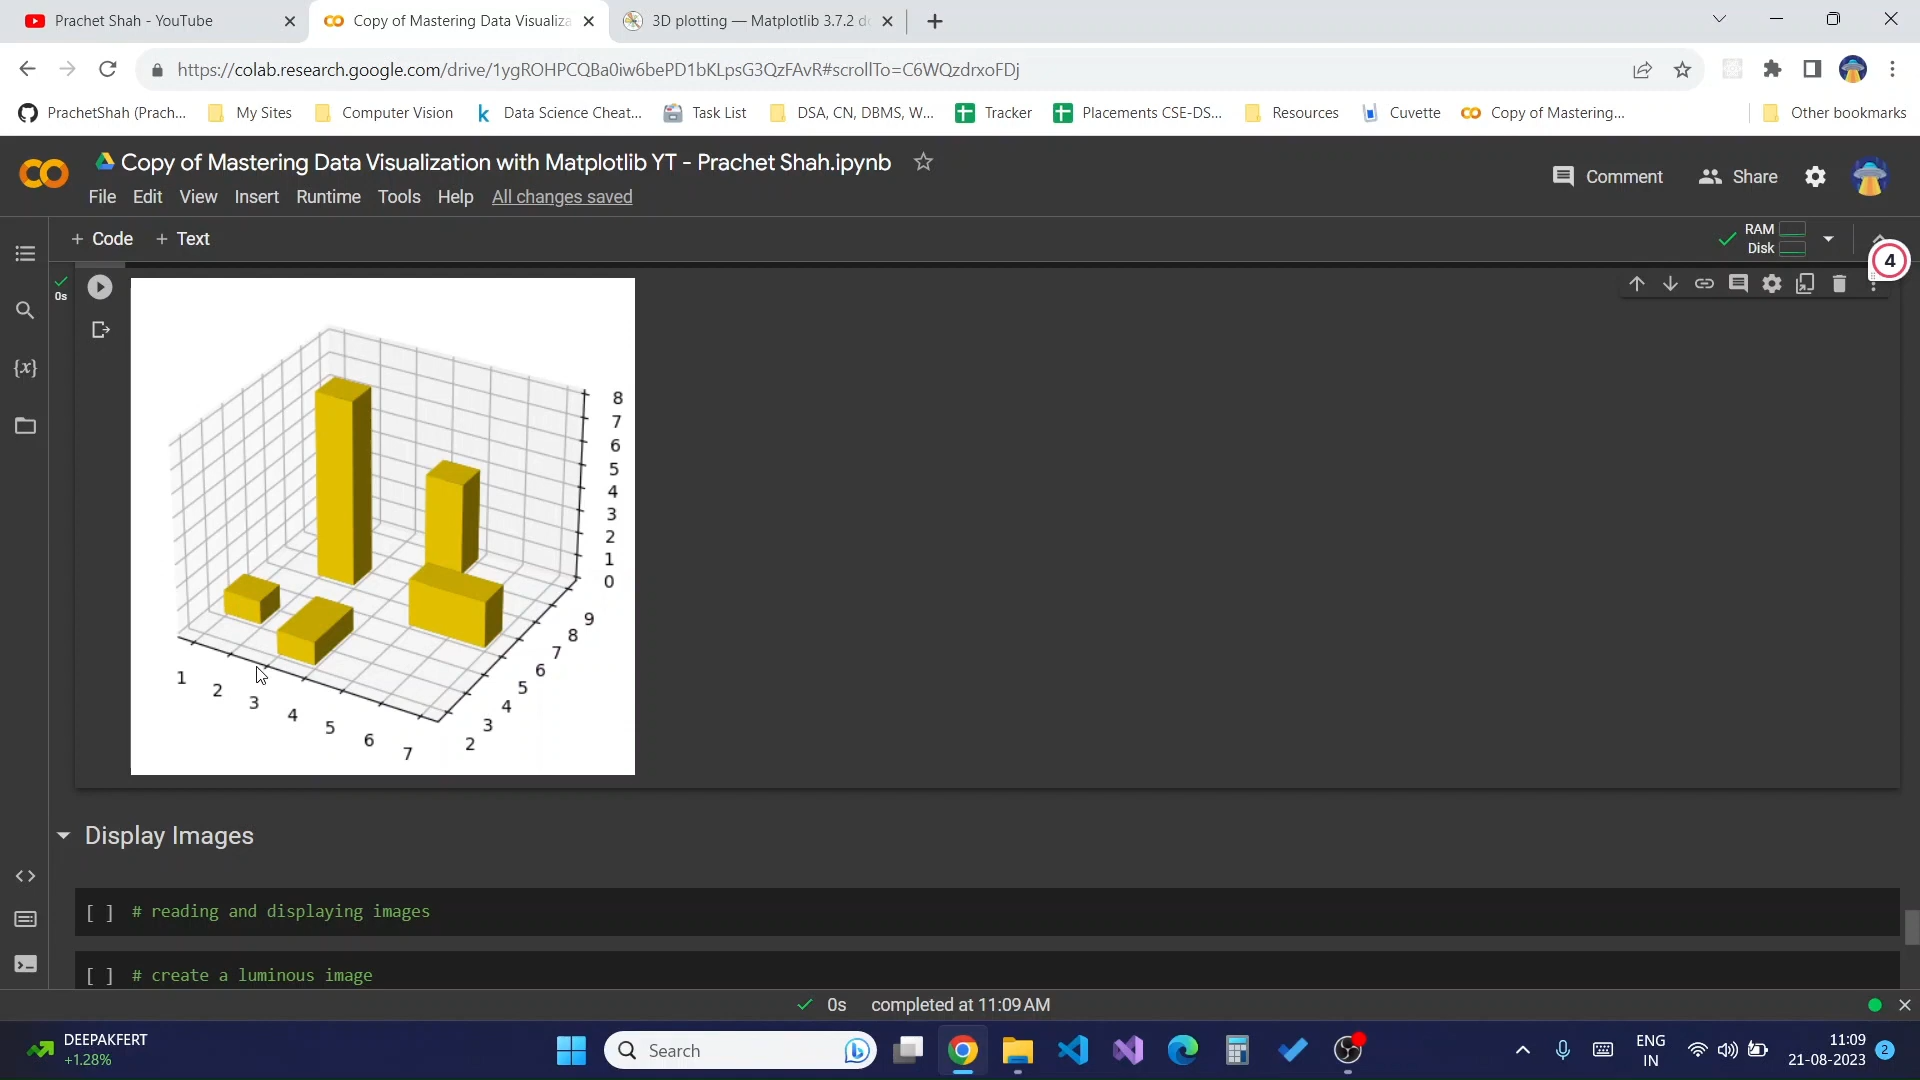 Prachet Shah - YouTube
Copy of Mastering Data Visualiza
3D plotting — Matplotlib 3.7.2 d
https://colab.research.google.com/drive/1ygROHPCQBa0iw6bePD1bKLpsG3QzFAvR#scrollTo=C6WQzdrxoFDj
PrachetShah (Prach...
My Sites
Computer Vision
Data Science Cheat...
Task List
DSA, CN, DBMS, W...
Tracker
Placements CSE-DS...
Resources
Cuvette
Copy of Mastering...
Other bookmarks
Copy of Mastering Data Visualization with Matplotlib YT - Prachet Shah.ipynb
Comment
Share
File Edit View Insert Runtime Tools Help All changes saved
+ Code + Text
RAM
Disk
4
0s
{x}
8
7
6
5
4
3
2
1
0
9
8
7
6
5
4
3
2
1
2
3
4
5
6
7
Display Images
[ ] # reading and displaying images
[ ] # create a luminous image
0s completed at 11:09 AM
DEEPAKFERT
+1.28%
Search
ENG
IN
11:09
21-08-2023
2